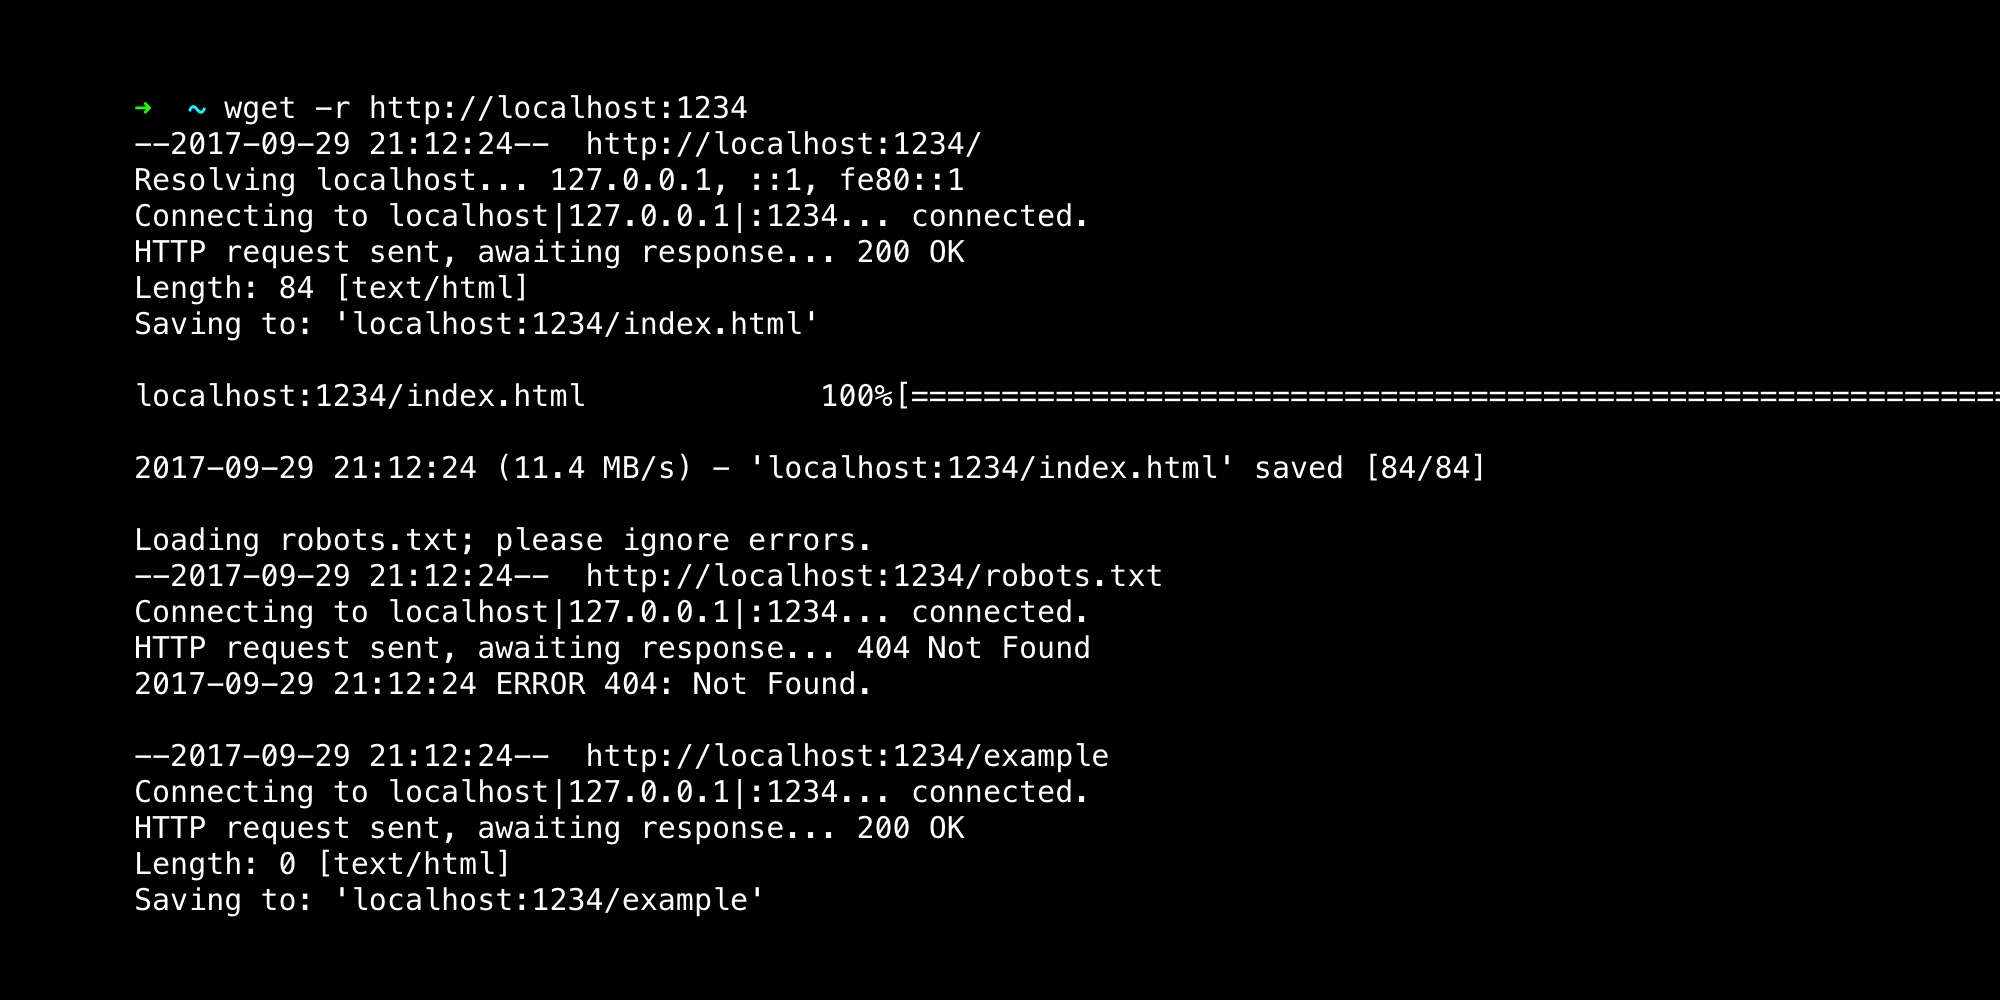 ➜  ~ wget -r http://localhost:1234
--2017-09-29 21:12:24--  http://localhost:1234/
Resolving localhost... 127.0.0.1, ::1, fe80::1
Connecting to localhost|127.0.0.1|:1234... connected.
HTTP request sent, awaiting response... 200 OK
Length: 84 [text/html]
Saving to: 'localhost:1234/index.html'

localhost:1234/index.html             100%[=============================================================

2017-09-29 21:12:24 (11.4 MB/s) - 'localhost:1234/index.html' saved [84/84]

Loading robots.txt; please ignore errors.
--2017-09-29 21:12:24--  http://localhost:1234/robots.txt
Connecting to localhost|127.0.0.1|:1234... connected.
HTTP request sent, awaiting response... 404 Not Found
2017-09-29 21:12:24 ERROR 404: Not Found.

--2017-09-29 21:12:24--  http://localhost:1234/example
Connecting to localhost|127.0.0.1|:1234... connected.
HTTP request sent, awaiting response... 200 OK
Length: 0 [text/html]
Saving to: 'localhost:1234/example'